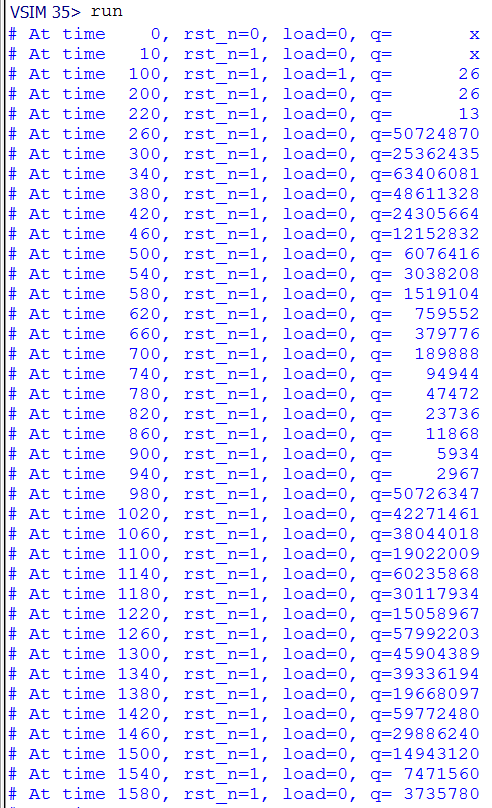 VSIM 35> run
# At time    0, rst_n=0, load=0, q=       x
# At time   10, rst_n=1, load=0, q=       x
# At time  100, rst_n=1, load=1, q=      26
# At time  200, rst_n=1, load=0, q=      26
# At time  220, rst_n=1, load=0, q=      13
# At time  260, rst_n=1, load=0, q=50724870
# At time  300, rst_n=1, load=0, q=25362435
# At time  340, rst_n=1, load=0, q=63406081
# At time  380, rst_n=1, load=0, q=48611328
# At time  420, rst_n=1, load=0, q=24305664
# At time  460, rst_n=1, load=0, q=12152832
# At time  500, rst_n=1, load=0, q= 6076416
# At time  540, rst_n=1, load=0, q= 3038208
# At time  580, rst_n=1, load=0, q= 1519104
# At time  620, rst_n=1, load=0, q=  759552
# At time  660, rst_n=1, load=0, q=  379776
# At time  700, rst_n=1, load=0, q=  189888
# At time  740, rst_n=1, load=0, q=   94944
# At time  780, rst_n=1, load=0, q=   47472
# At time  820, rst_n=1, load=0, q=   23736
# At time  860, rst_n=1, load=0, q=   11868
# At time  900, rst_n=1, load=0, q=    5934
# At time  940, rst_n=1, load=0, q=    2967
# At time  980, rst_n=1, load=0, q=50726347
# At time 1020, rst_n=1, load=0, q=42271461
# At time 1060, rst_n=1, load=0, q=38044018
# At time 1100, rst_n=1, load=0, q=19022009
# At time 1140, rst_n=1, load=0, q=60235868
# At time 1180, rst_n=1, load=0, q=30117934
# At time 1220, rst_n=1, load=0, q=15058967
# At time 1260, rst_n=1, load=0, q=57992203
# At time 1300, rst_n=1, load=0, q=45904389
# At time 1340, rst_n=1, load=0, q=39336194
# At time 1380, rst_n=1, load=0, q=19668097
# At time 1420, rst_n=1, load=0, q=59772480
# At time 1460, rst_n=1, load=0, q=29886240
# At time 1500, rst_n=1, load=0, q=14943120
# At time 1540, rst_n=1, load=0, q= 7471560
# At time 1580, rst_n=1, load=0, q= 3735780